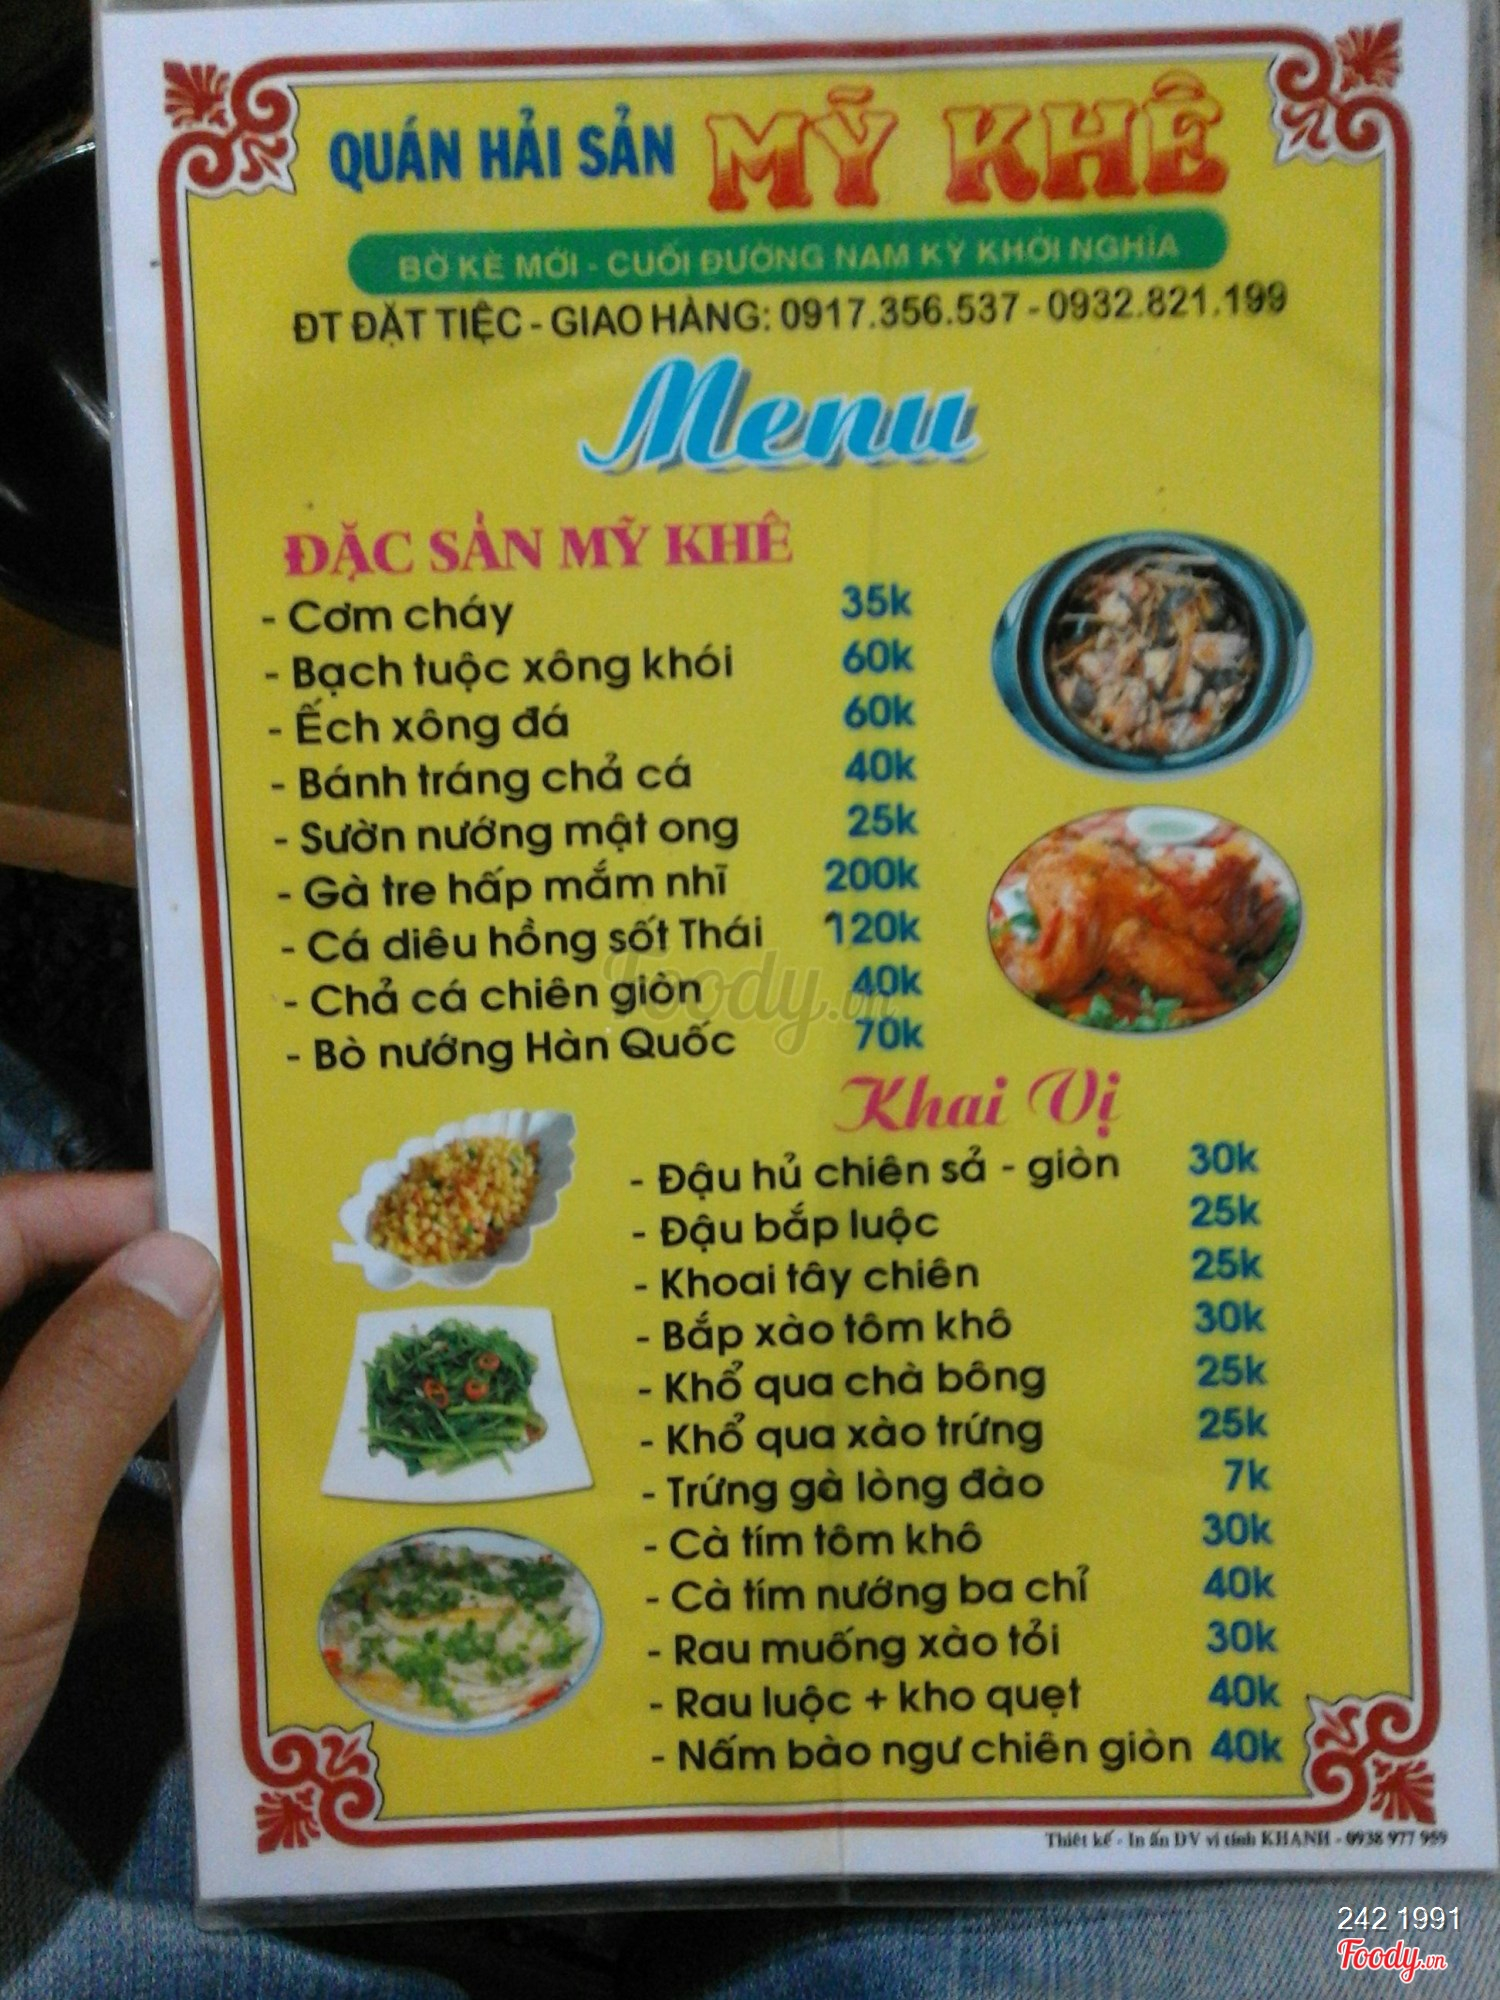 QUÁN HẢI SẢN MỸ KHÊ
BỜ KÈ MỚI - CUỐI ĐƯỜNG NAM KỲ KHỞI NGHĨA
ĐT ĐẶT TIỆC - GIAO HÀNG: 0917.356.537 - 0932.821.199
Menu
ĐẶC SẢN MỸ KHÊ
- Cơm cháy 35k
- Bạch tuộc xông khói 60k
- Ếch xông đá 60k
- Bánh tráng chả cá 40k
- Sườn nướng mật ong 25k
- Gà tre hấp mắm nhĩ 200k
- Cá diêu hồng sốt Thái 120k
- Chả cá chiên giòn 40k
- Bò nướng Hàn Quốc 70k
Foody.vn
Khai Vị
- Đậu hủ chiên sả - giòn 30k
- Đậu bắp luộc 25k
- Khoai tây chiên 25k
- Bắp xào tôm khô 30k
- Khổ qua chà bông 25k
- Khổ qua xào trứng 25k
- Trứng gà lòng đào 7k
- Cà tím tôm khô 30k
- Cà tím nướng ba chỉ 40k
- Rau muống xào tỏi 30k
- Rau luộc + kho quẹt 40k
- Nấm bào ngư chiên giòn 40k
Thiết kế - In ấn DV vi tính KHANH - 0938 977 959
242 1991
Foody.vn